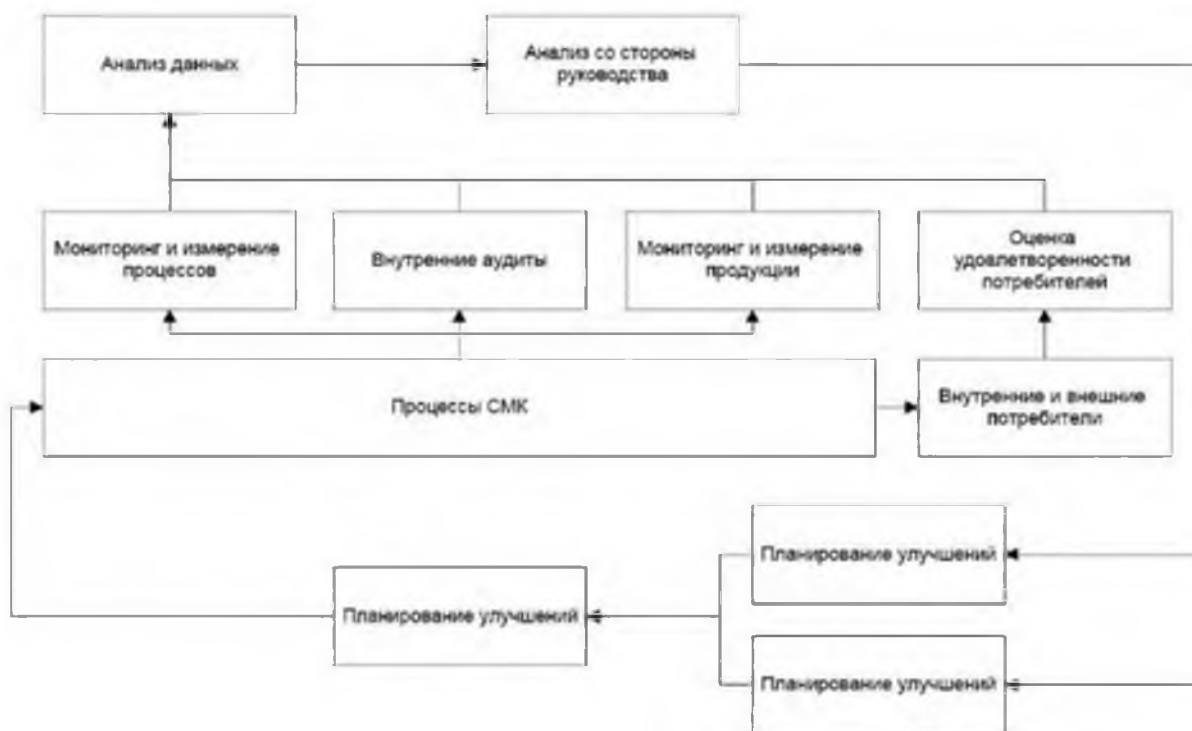 Анализ данных
Анализ со стороны
руководства
Мониторинг и измерение
процессов
Внутренние аудиты
Мониторинг и измерение
продукции
Оценка
удовлетворенности
потребителей
Процессы СМК
Внутренние и внешние
потребители
Планирование улучшений
Планирование улучшений
Планирование улучшений